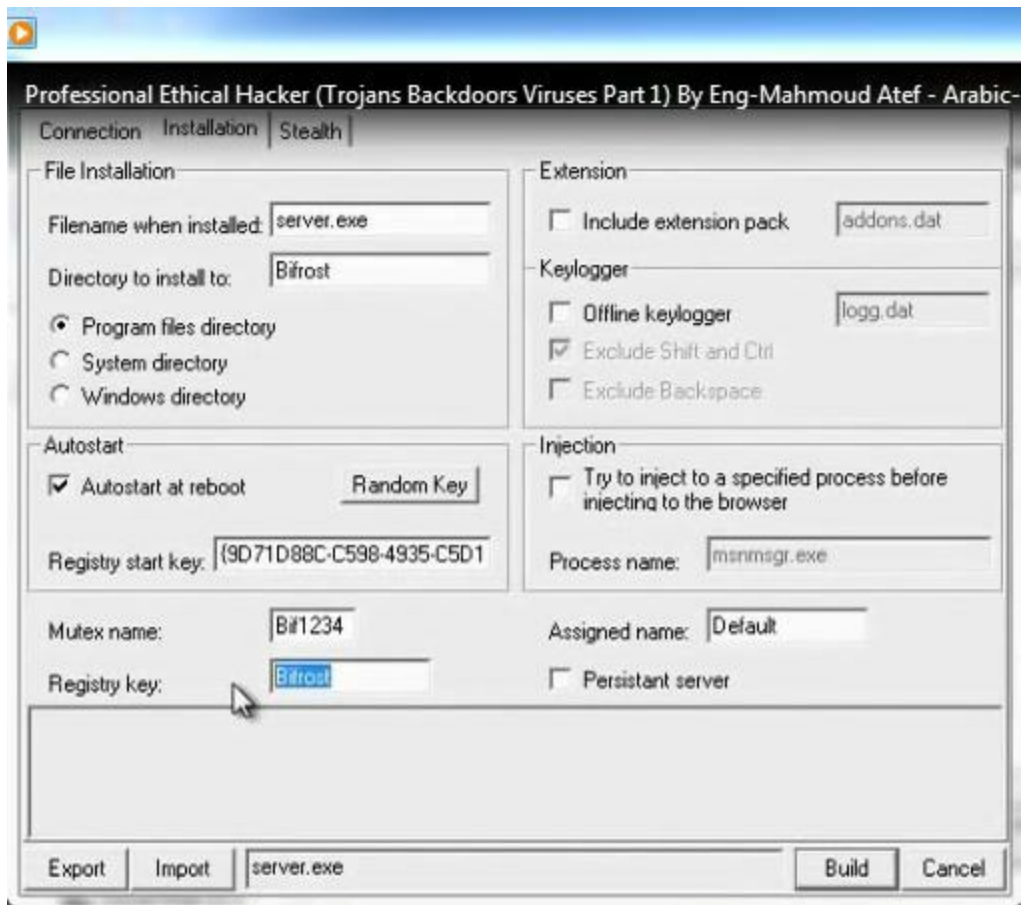 Professional Ethical Hacker (Trojans Backdoors Viruses Part 1) By Eng-Mahmoud Atef - Arabic-
Connection Installation Stealth
File Installation
Filename when installed: server.exe
Directory to install to: Bifrost
Program files directory
System directory
Windows directory
Extension
Include extension pack addons.dat
Keylogger
Offline keylogger logg.dat
Exclude Shift and Ctrl
Exclude Backspace
Autostart
Autostart at reboot Random Key
Registry start key: {9D71D88C-C598-4935-C5D1
Injection
Try to inject to a specified process before
injecting to the browser
Process name: msnmsgr.exe
Mutex name: Bif1234
Assigned name: Default
Registry key: Bifrost
Persistant server
Export Import server.exe Build Cancel